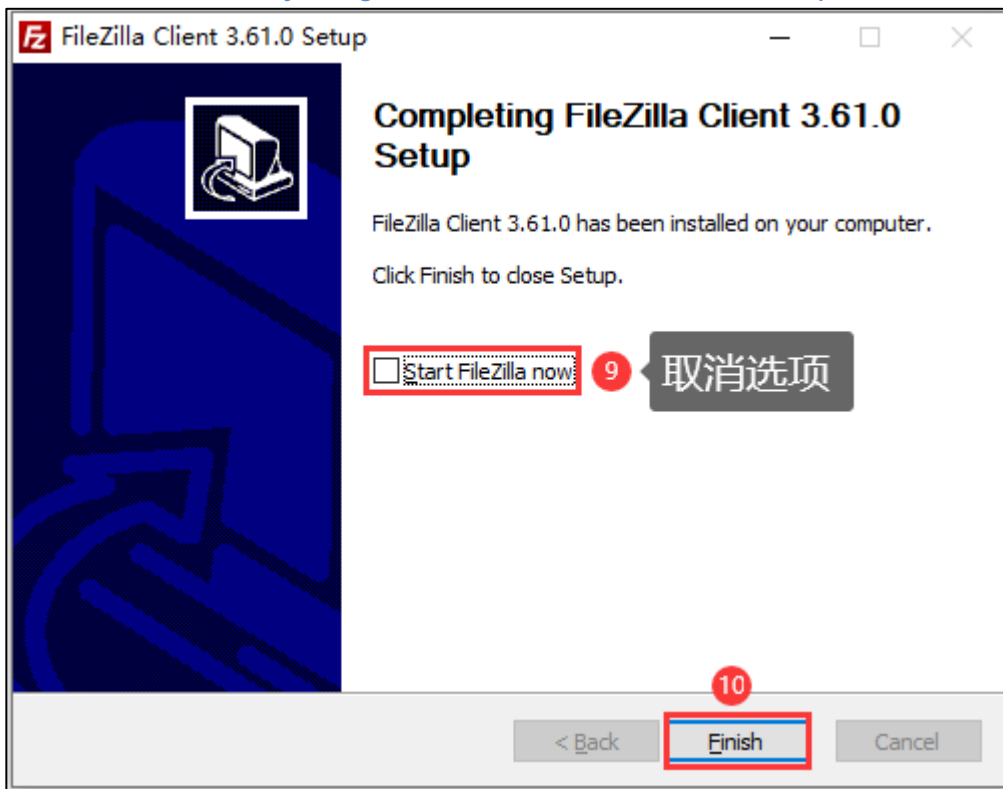 FileZilla Client 3.61.0 Setup
Completing FileZilla Client 3.61.0
Setup
FileZilla Client 3.61.0 has been installed on your computer.
Click Finish to close Setup.
Start FileZilla now
9
取消选项
10
< Back
Finish
Cancel